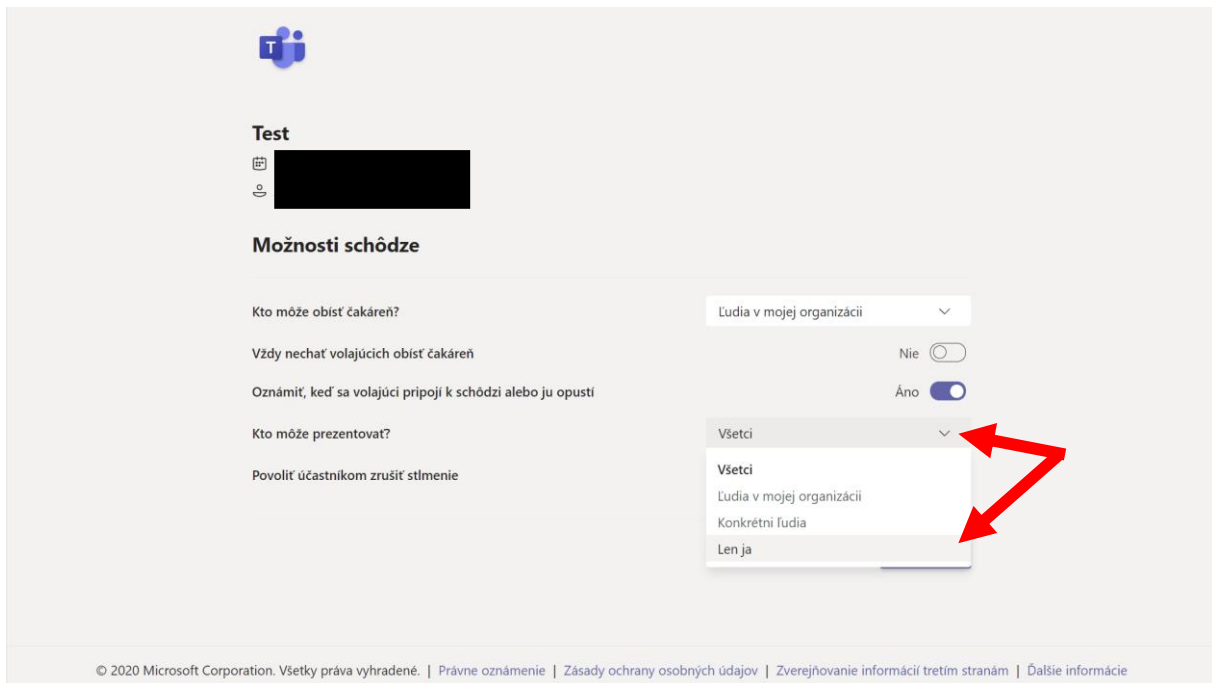 T
Test
Možnosti schôdze
Kto môže obísť čakáreň?
Ľudia v mojej organizácii
Vždy nechať volajúcich obísť čakáreň
Nie
Oznámiť, keď sa volajúci pripojí k schôdzi alebo ju opustí
Áno
Kto môže prezentovať?
Všetci
Povoliť účastníkom zrušiť stlmenie
Všetci
Ľudia v mojej organizácii
Konkrétni ľudia
Len ja
© 2020 Microsoft Corporation. Všetky práva vyhradené. | Právne oznámenie | Zásady ochrany osobných údajov | Zverejňovanie informácií tretím stranám | Ďalšie informácie